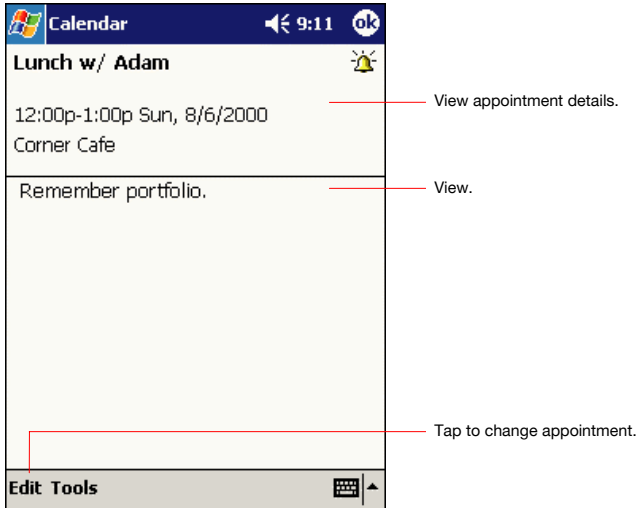 Calendar 9:11 ok
Lunch w/ Adam
12:00p-1:00p Sun, 8/6/2000
View appointment details.
Corner Cafe
Remember portfolio.
View.
Tap to change appointment.
Edit Tools